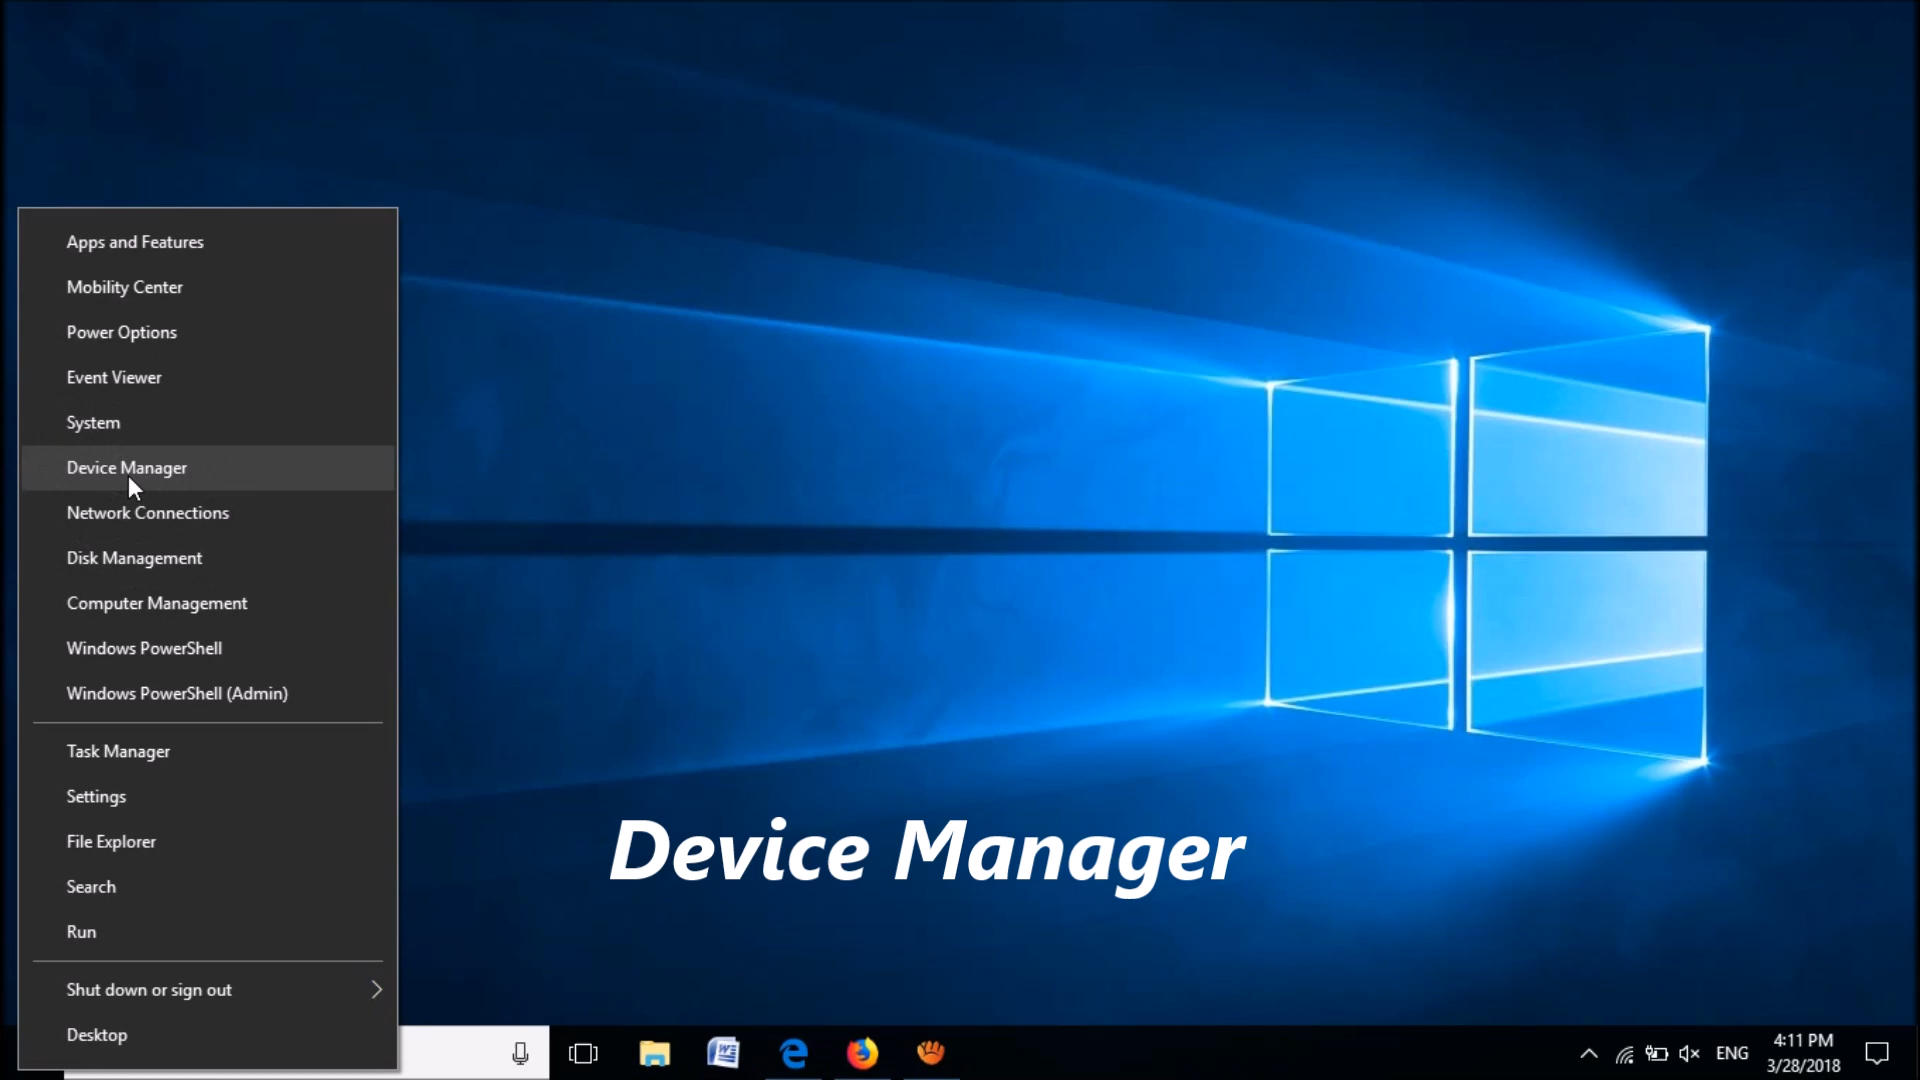 Apps and Features
Mobility Center
Power Options
Event Viewer
System
Device Manager
Network Connections
Disk Management
Computer Management
Windows PowerShell
Windows PowerShell (Admin)
Task Manager
Settings
File Explorer
Search
Run
Shut down or sign out
Desktop
Device Manager
W
ENG
4:11 PM
3/28/2018